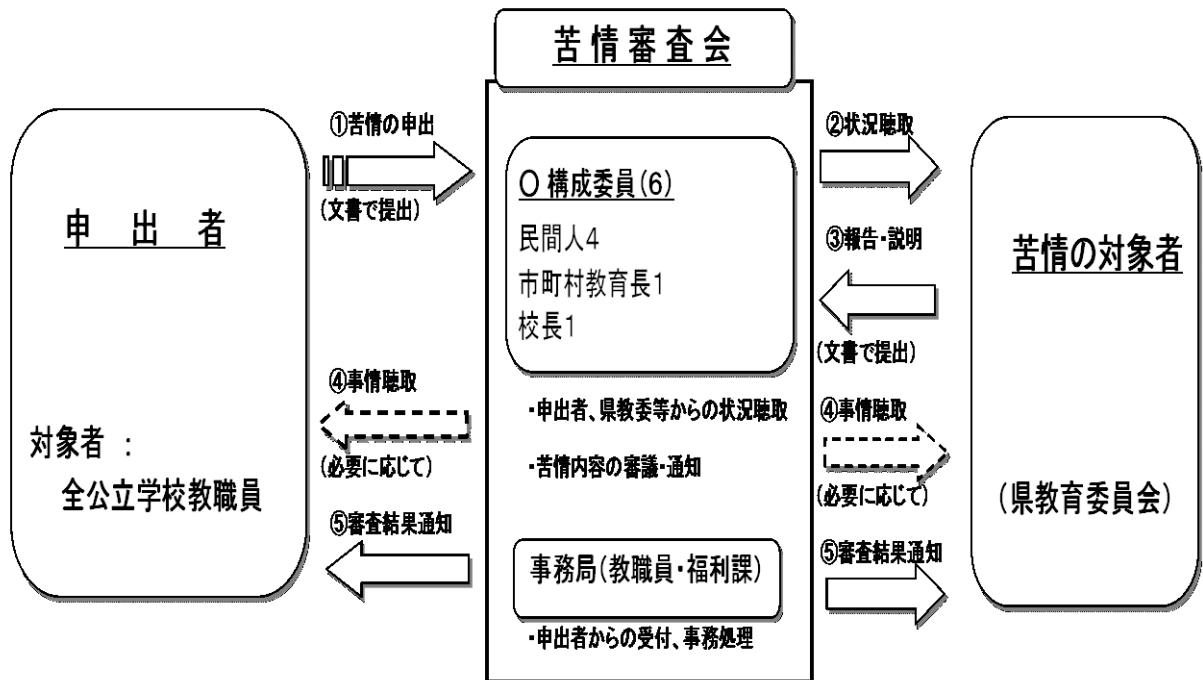 苦情審査会
①苦情の申出
(文書で提出)
申 出 者
対象者 :
全公立学校教職員
④事情聴取
(必要に応じて)
⑤審査結果通知
○ 構成委員(6)
民間人4
市町村教育長1
校長1
・申出者、県教委等からの状況聴取
・苦情内容の審議・通知
事務局(教職員・福利課)
・申出者からの受付、事務処理
②状況聴取
③報告・説明
(文書で提出)
④事情聴取
(必要に応じて)
⑤審査結果通知
苦情の対象者
(県教育委員会)